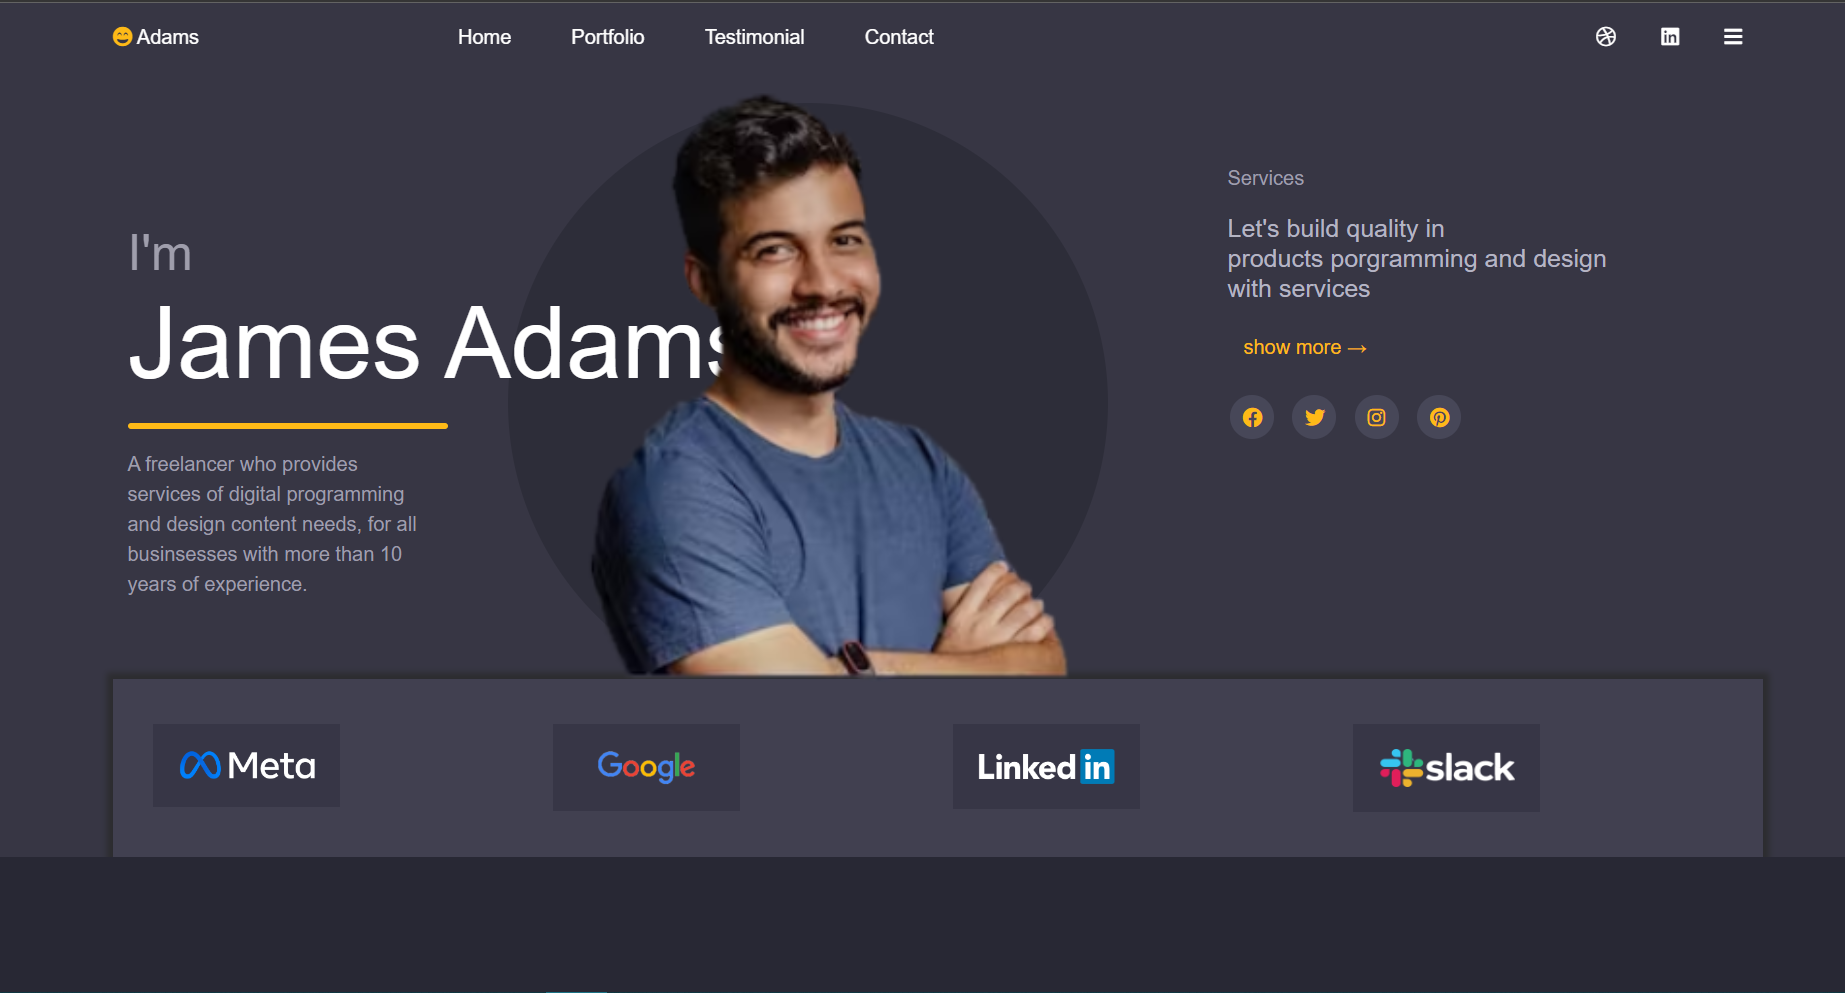 Adams
Home
Portfolio
Testimonial
Contact
in
I'm
James Adams
A freelancer who provides
services of digital programming
and design content needs, for all
businsesses with more than 10
years of experience.
Services
Let's build quality in
products porgramming and design
with services
show more →
Meta
Google
Linkedin
slack